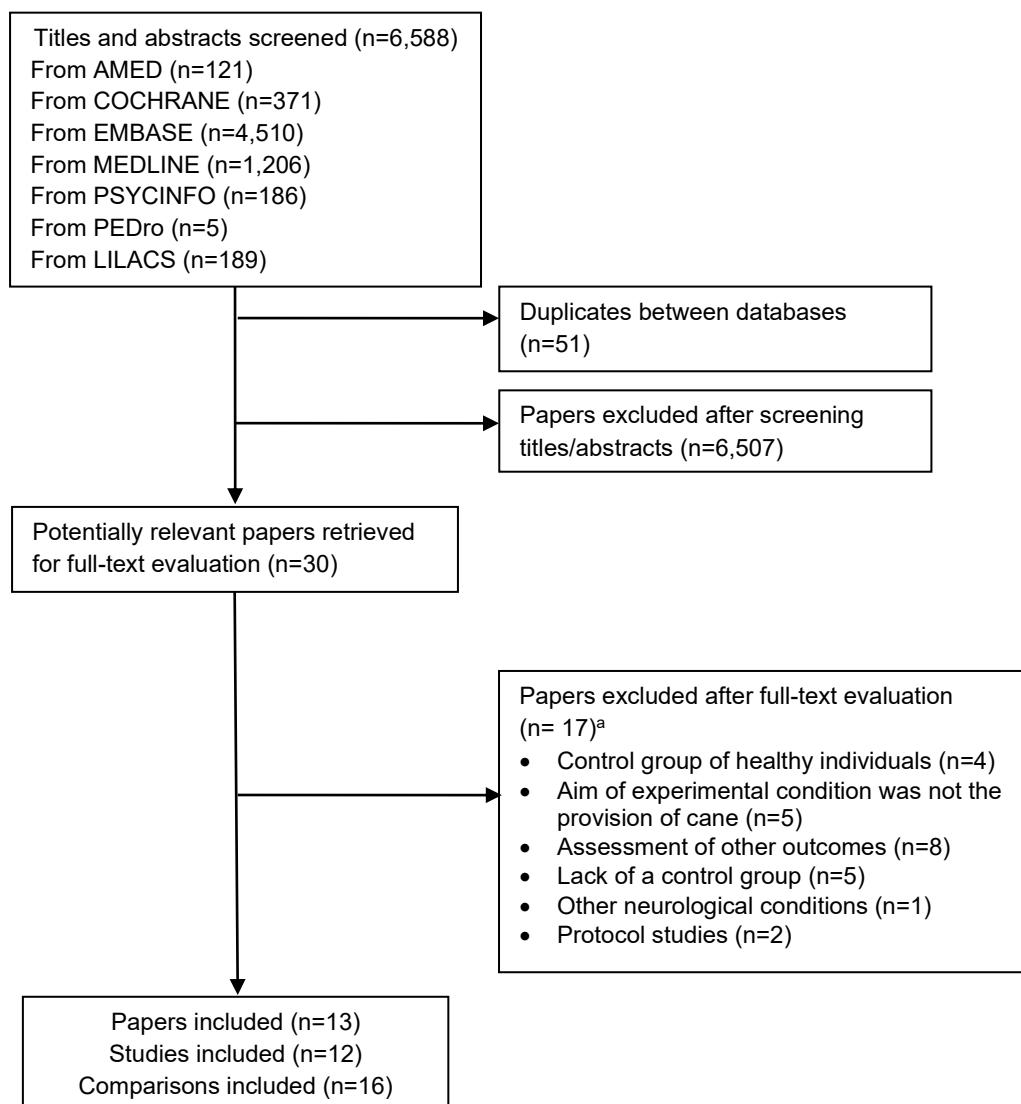 Titles and abstracts screened (n=6,588)
From AMED (n=121)
From COCHRANE (n=371)
From EMBASE (n=4,510)
From MEDLINE (n=1,206)
From PSYCINFO (n=186)
From PEDro (n=5)
From LILACS (n=189)
Duplicates between databases
(n=51)
Papers excluded after screening
titles/abstracts (n=6,507)
Potentially relevant papers retrieved
for full-text evaluation (n=30)
Papers excluded after full-text evaluation
(n= 17)ᵃ
• Control group of healthy individuals (n=4)
• Aim of experimental condition was not the
provision of cane (n=5)
• Assessment of other outcomes (n=8)
• Lack of a control group (n=5)
• Other neurological conditions (n=1)
• Protocol studies (n=2)
Papers included (n=13)
Studies included (n=12)
Comparisons included (n=16)